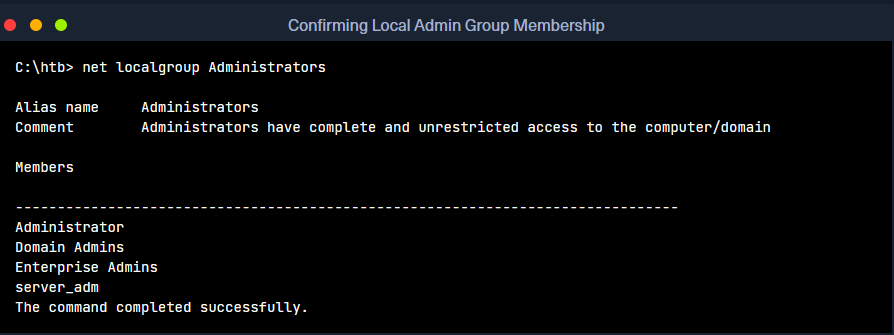 Confirming Local Admin Group Membership
C:\htb> net localgroup Administrators
Alias name     Administrators
Comment        Administrators have complete and unrestricted access to the computer/domain
Members
-------------------------------------------------------------------------------
Administrator
Domain Admins
Enterprise Admins
server_adm
The command completed successfully.